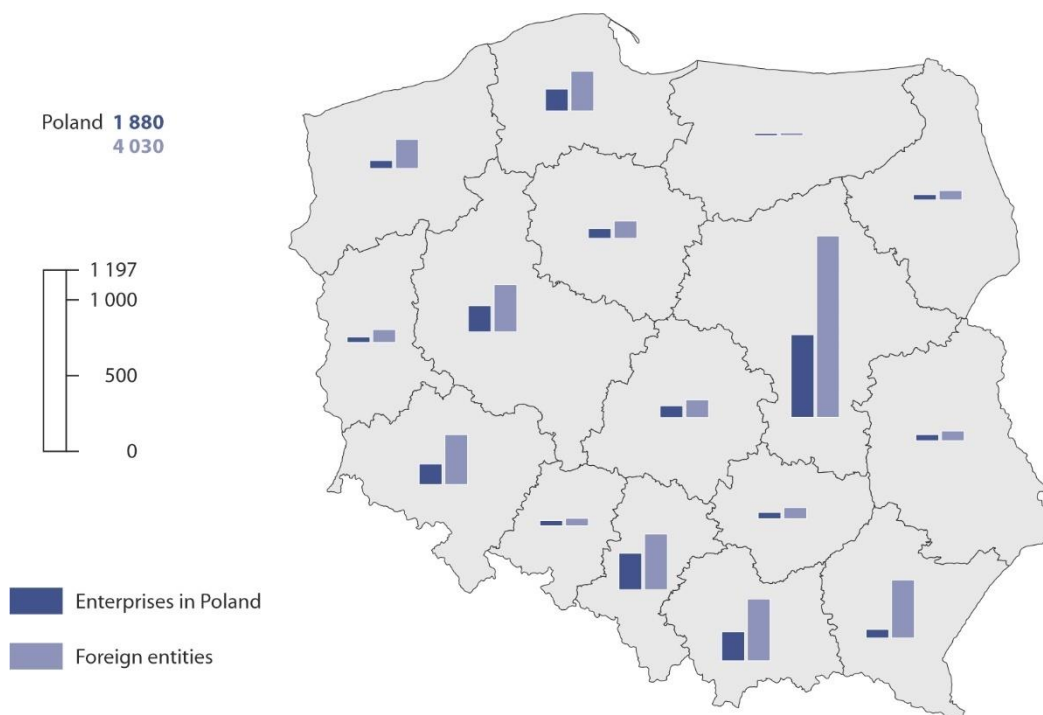 Poland 1 880
4 030
1 197
1 000
500
0
Enterprises in Poland
Foreign entities